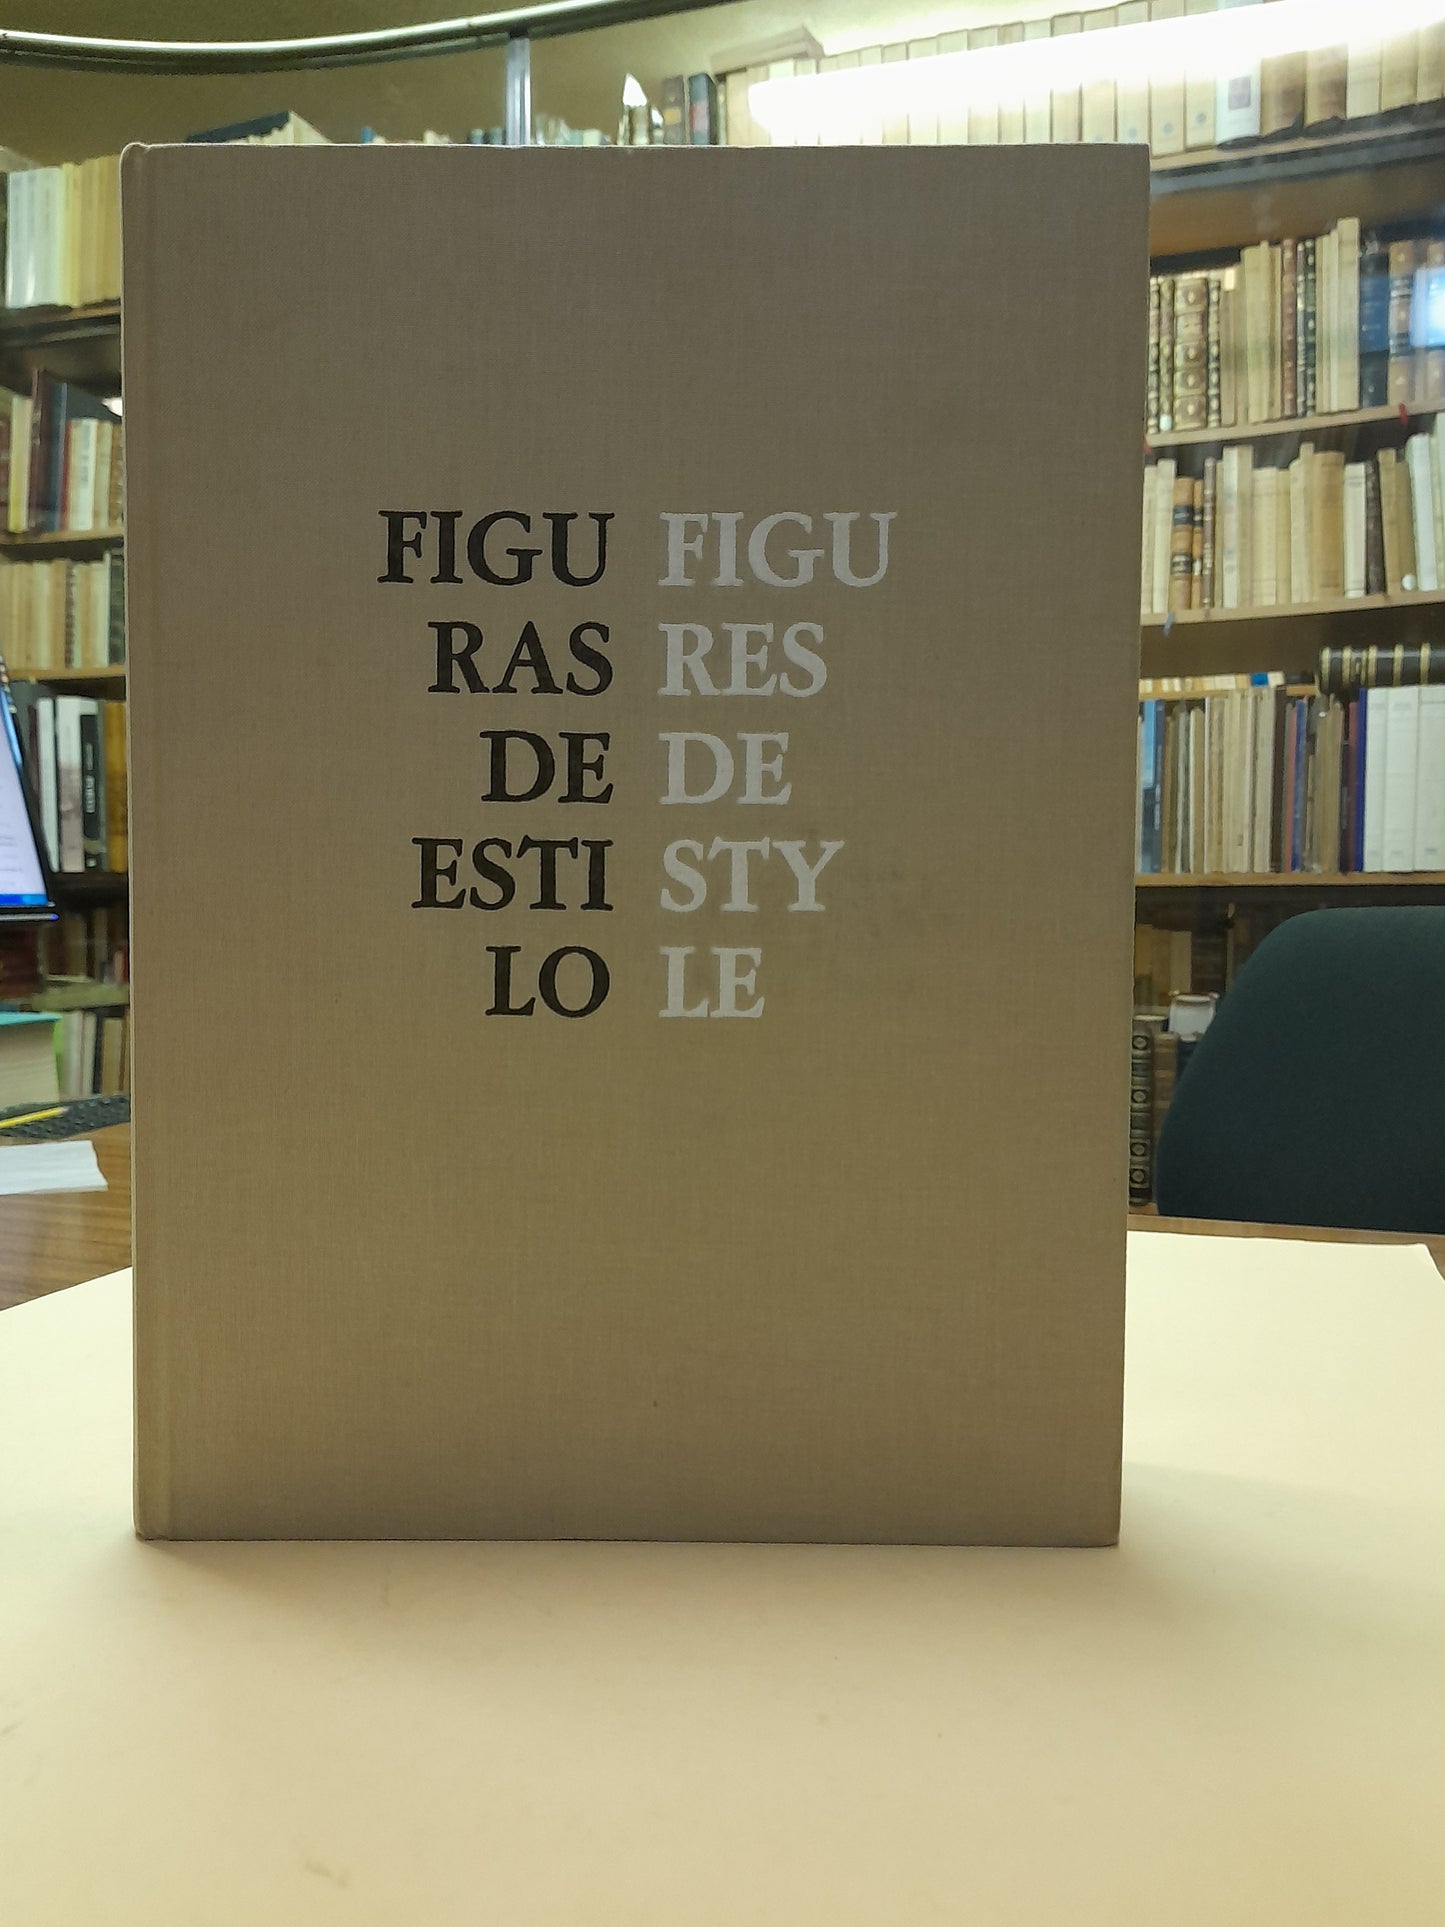 FIGU FIGU
RAS RES
DE DE
ESTI STY
LO LE